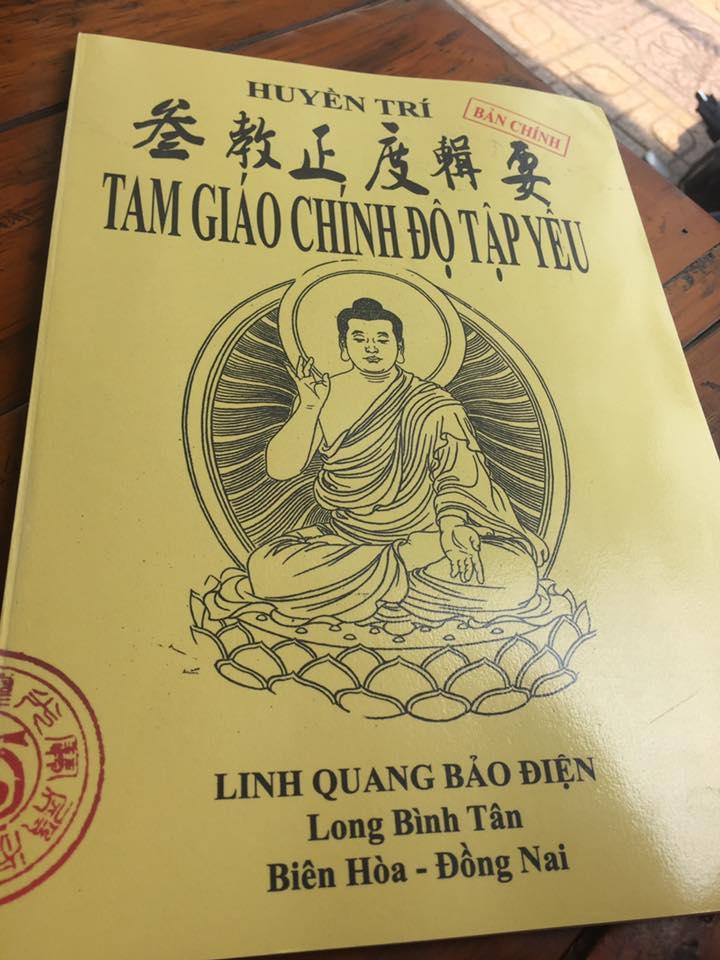 HUYỀN TRÍ
BẢN CHÍNH
叄教正度輯要
TAM GIÁO CHÍNH ĐỘ TẬP YẾU
LINH QUANG BẢO ĐIỆN
Long Bình Tân
Biên Hòa - Đồng Nai